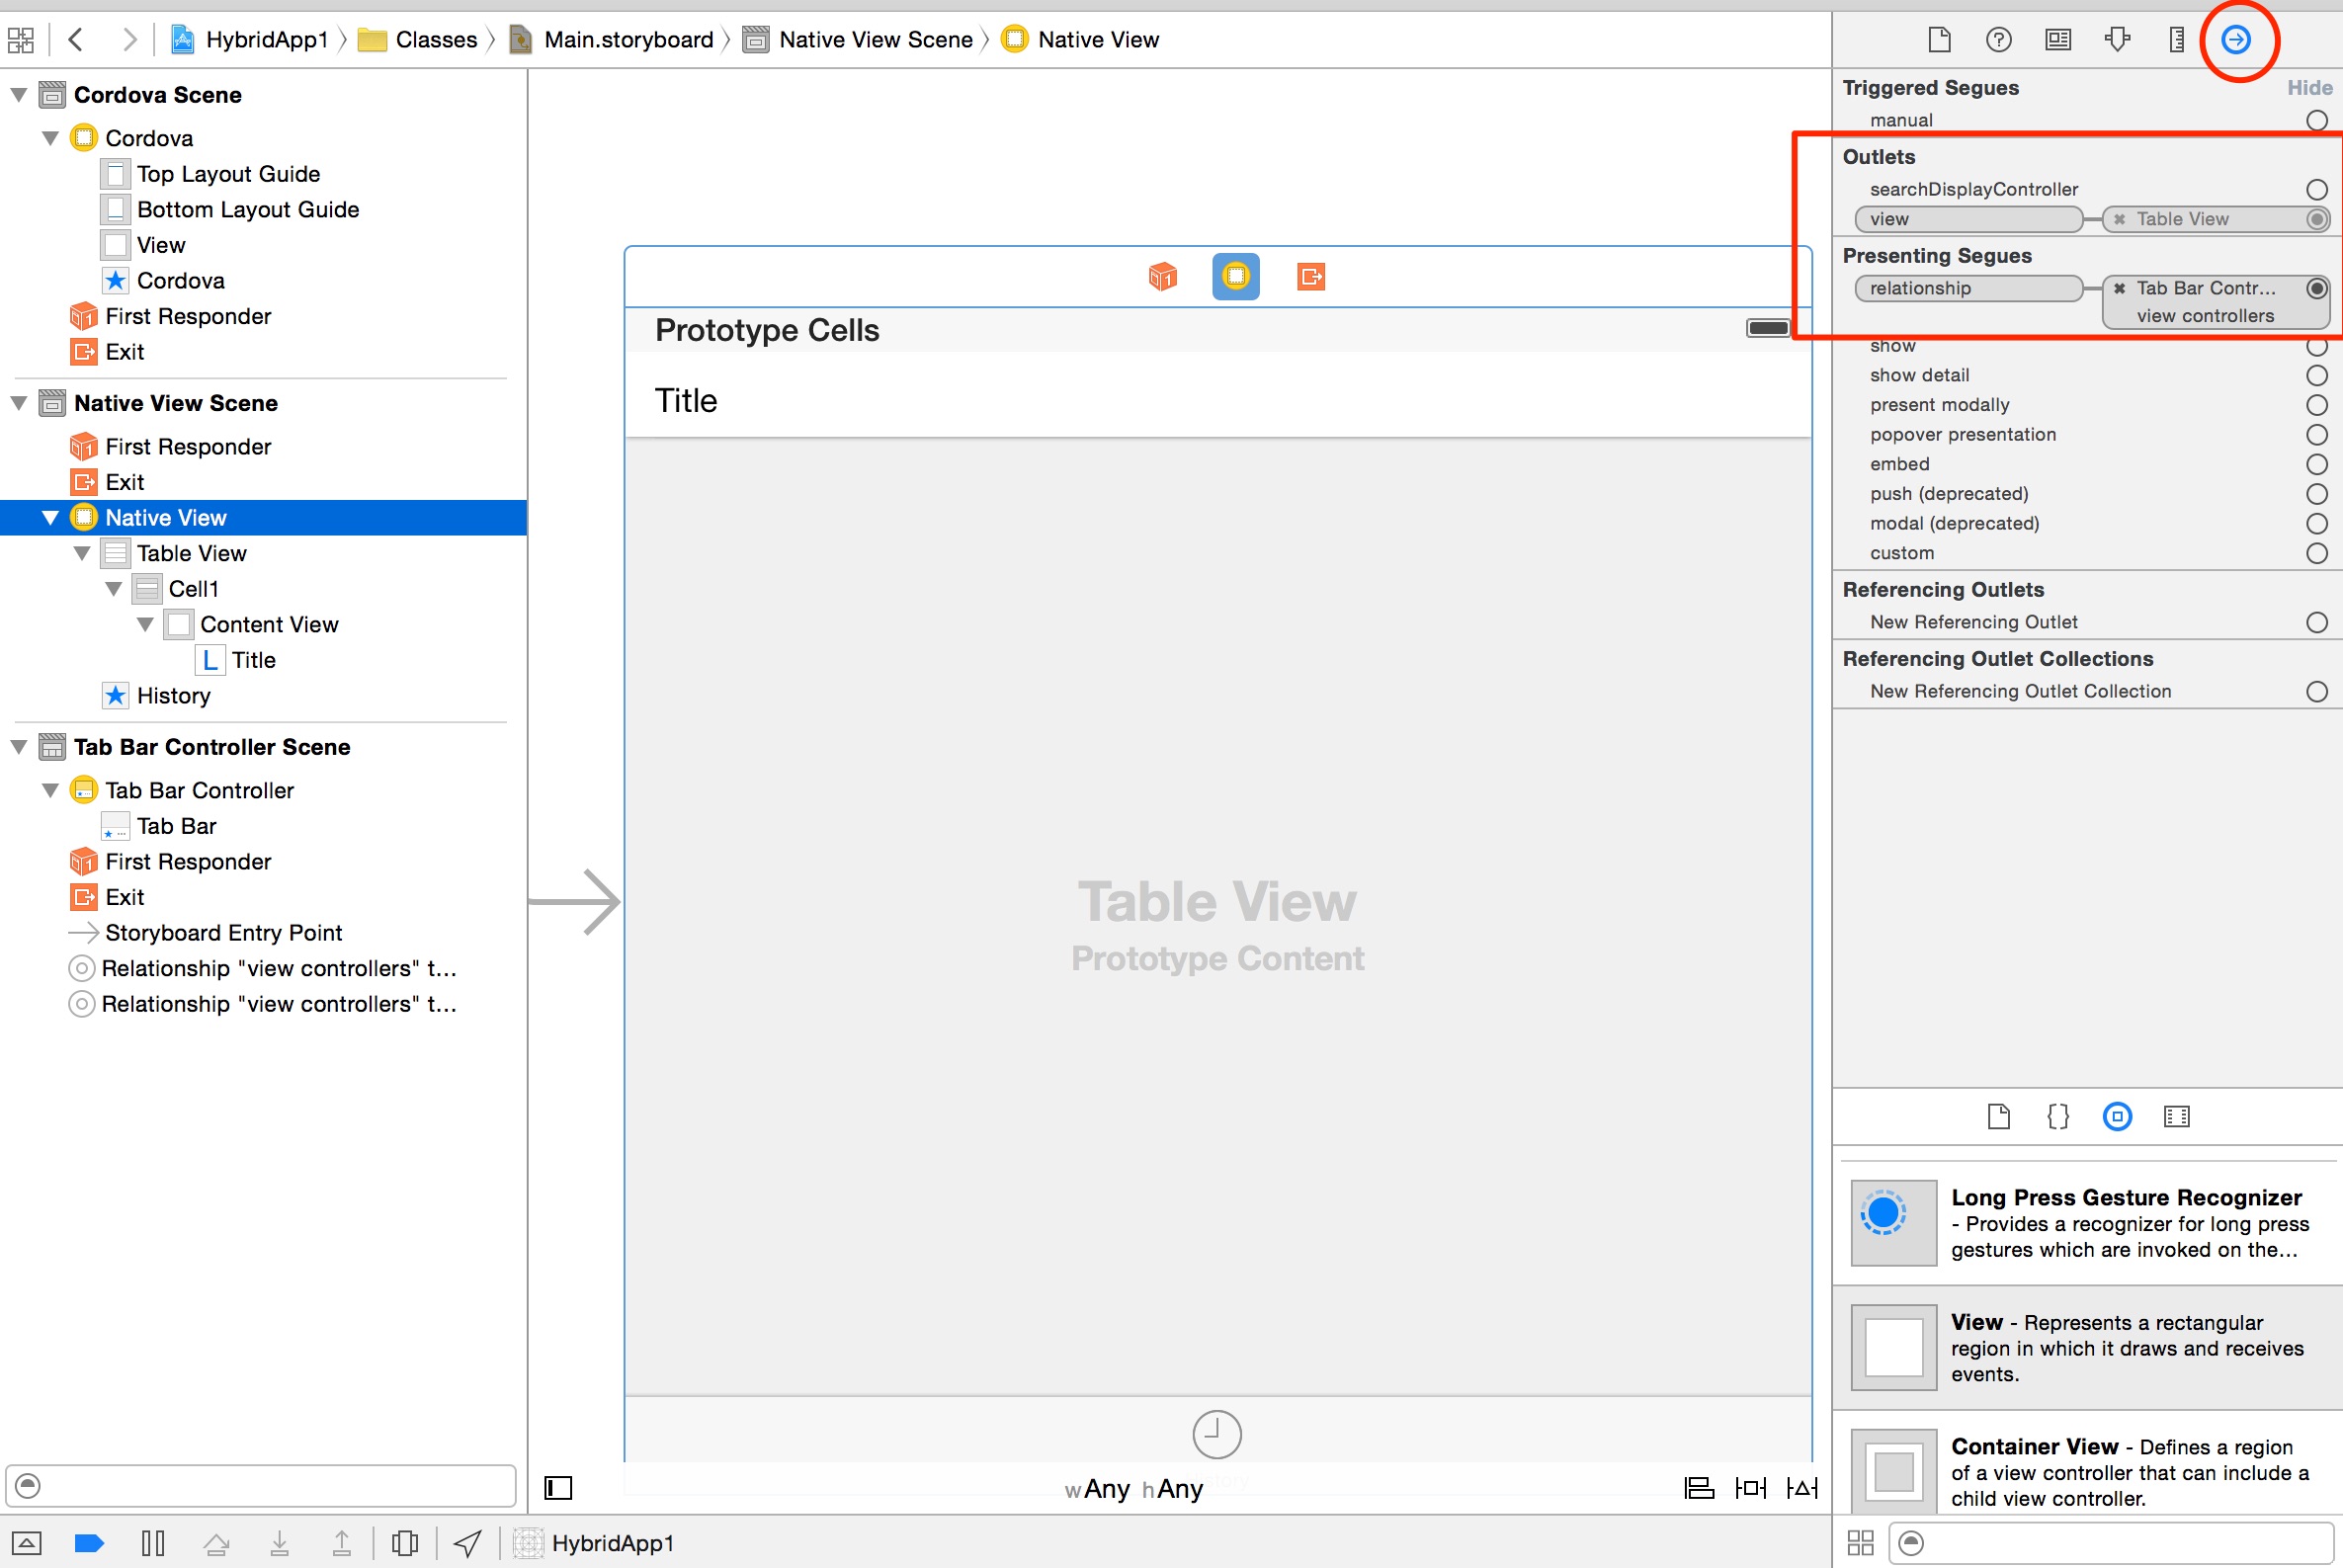 HybridApp1 Classes Main.storyboard Native View Scene Native View
Cordova Scene
Cordova
Top Layout Guide
Bottom Layout Guide
View
Cordova
First Responder
Exit
Native View Scene
First Responder
Exit
Native View
Table View
Cell1
Content View
L Title
History
Tab Bar Controller Scene
Tab Bar Controller
Tab Bar
First Responder
Exit
Storyboard Entry Point
Relationship "view controllers" t...
Relationship "view controllers" t...
Prototype Cells
Title
Table View
Prototype Content
wAny hAny
HybridApp1
Triggered Segues Hide
manual
Outlets
searchDisplayController
view Table View
Presenting Segues
relationship Tab Bar Contr...
view controllers
show
show detail
present modally
popover presentation
embed
push (deprecated)
modal (deprecated)
custom
Referencing Outlets
New Referencing Outlet
Referencing Outlet Collections
New Referencing Outlet Collection
{}
Long Press Gesture Recognizer
- Provides a recognizer for long press
gestures which are invoked on the...
View - Represents a rectangular
region in which it draws and receives
events.
Container View - Defines a region
of a view controller that can include a
child view controller.